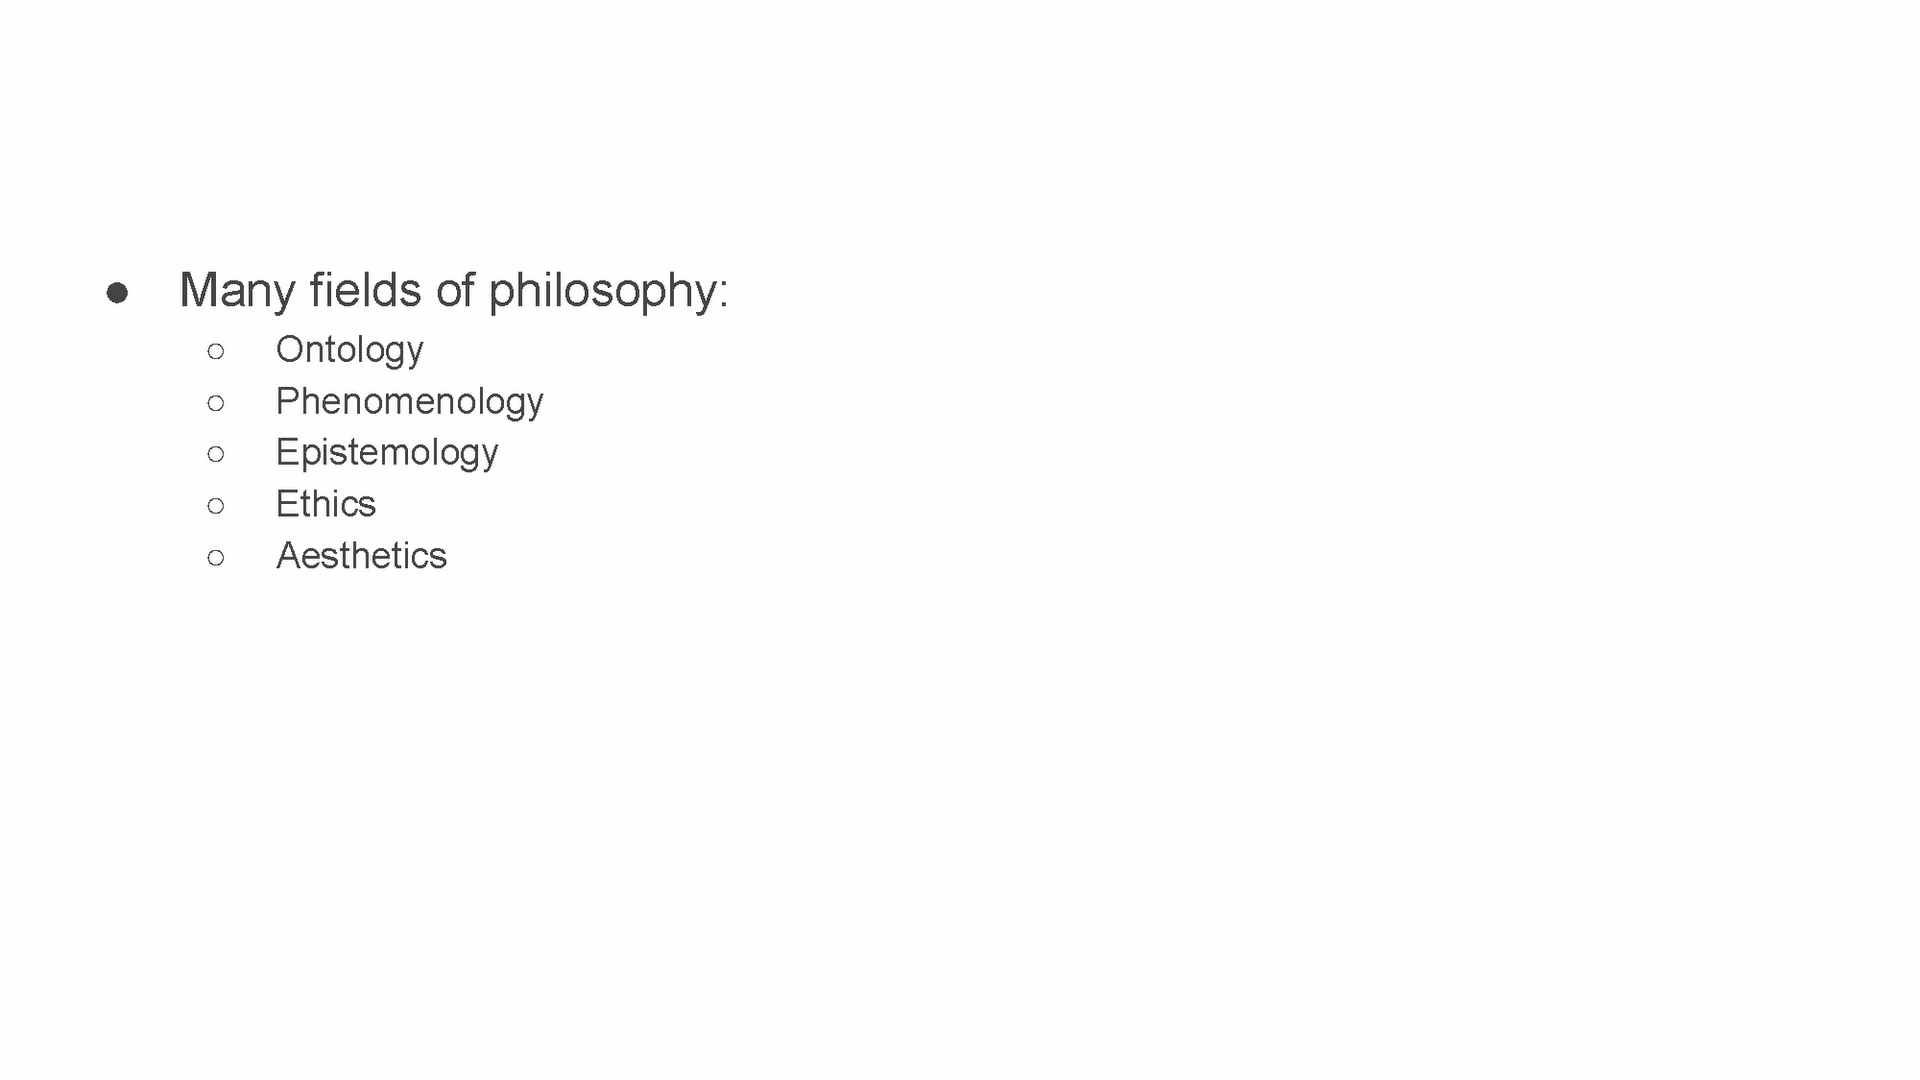 ● Many fields of philosophy:
○ Ontology
○ Phenomenology
○ Epistemology
○ Ethics
○ Aesthetics